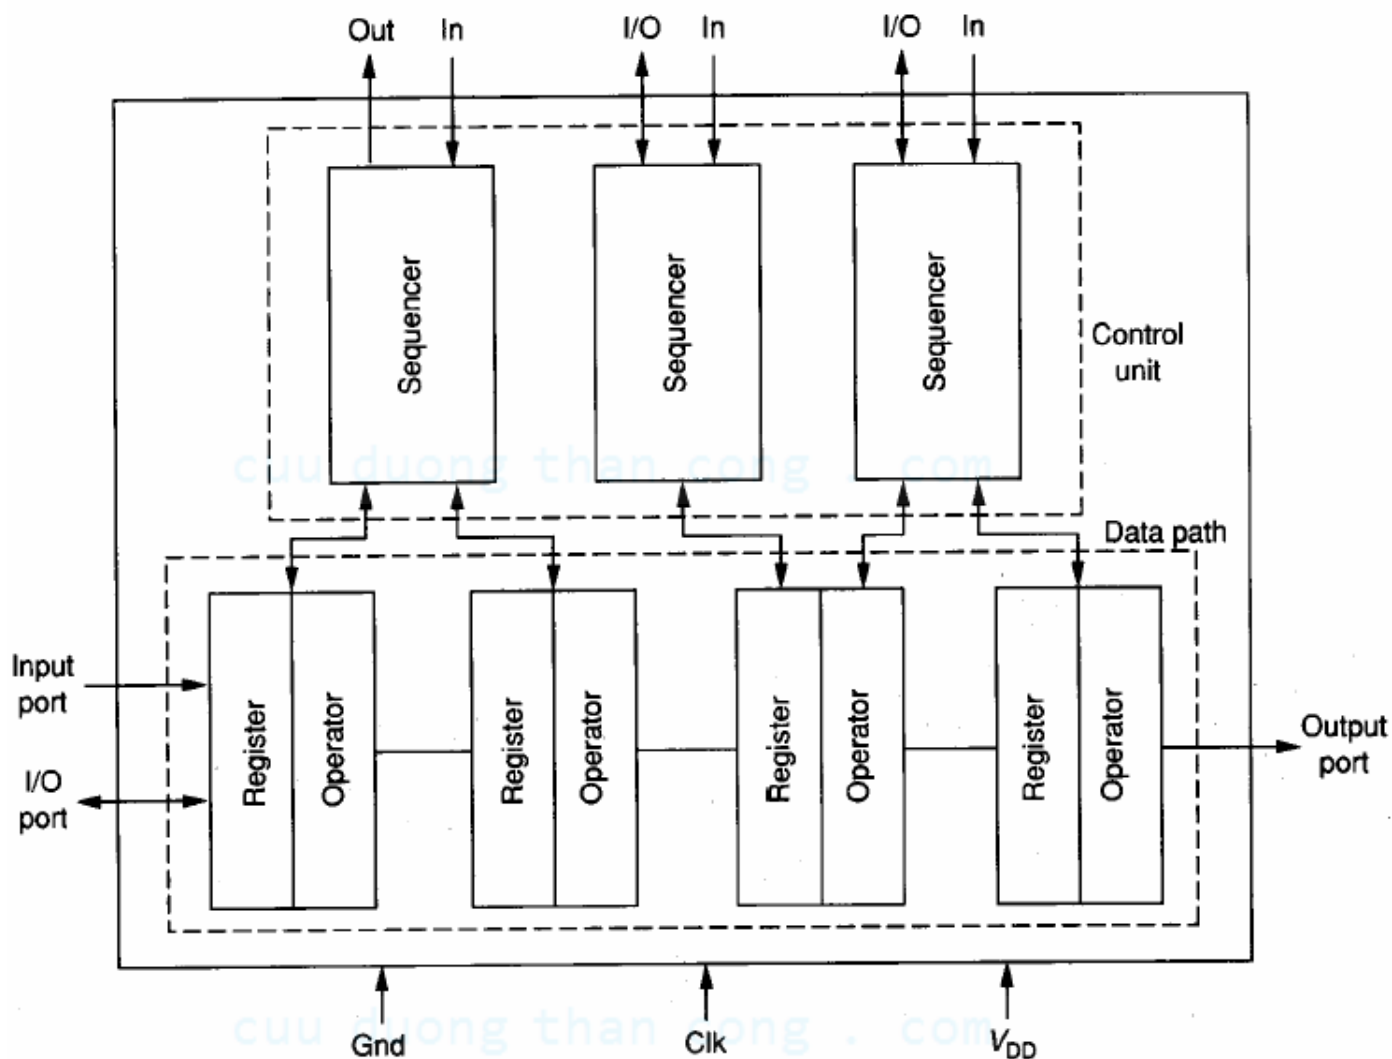 Out In I/O In I/O In
Sequencer
Sequencer
Sequencer
Control
unit
cuu duong than cong . com
Data path
Input
port
I/O
port
Register
Operator
Register
Operator
Register
Operator
Register
Operator
Output
port
cuu duong than cong . com
Gnd Clk VDD